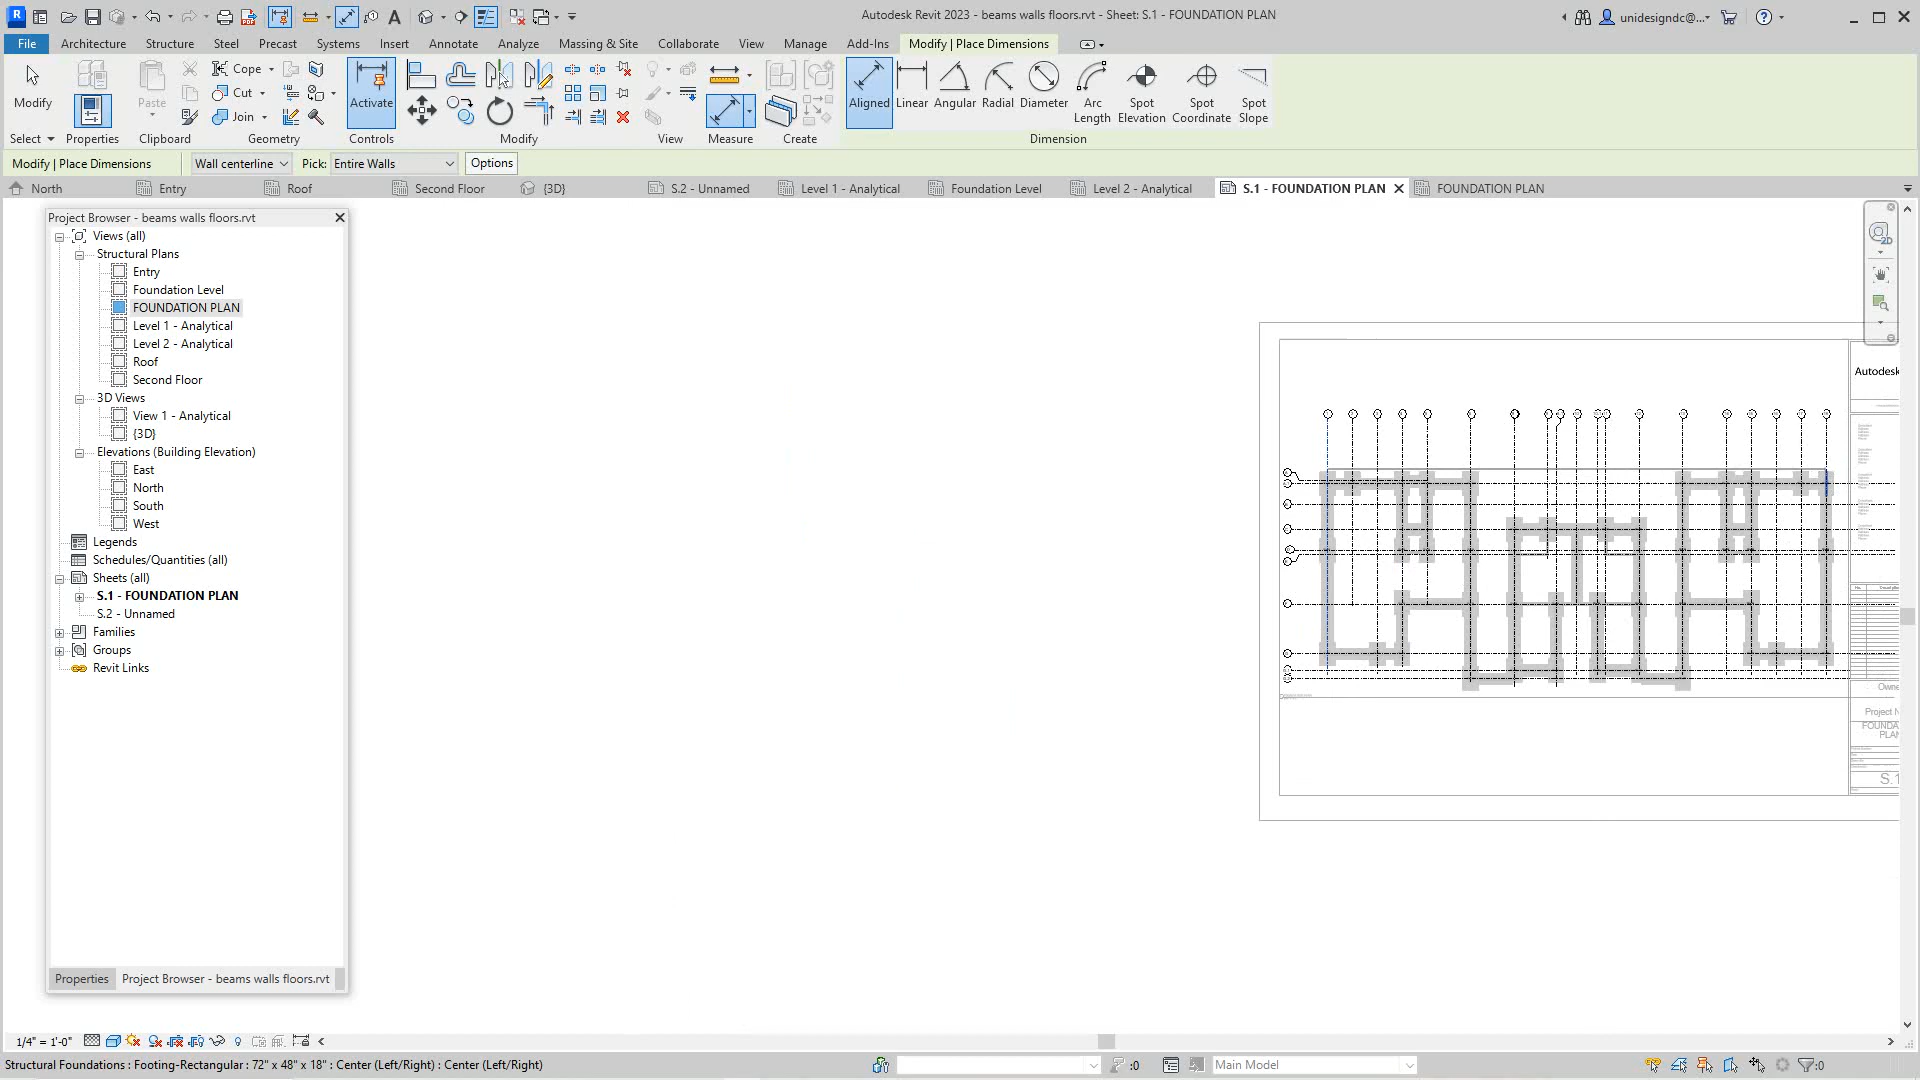 Autodesk Revit 2023 - beams walls floors.rvt - Sheet: S.1 - FOUNDATION PLAN
unidesigndc@...
File Architecture Structure Steel Precast Systems Insert Annotate Analyze Massing & Site Collaborate View Manage Add-Ins Modify | Place Dimensions
Modify
Properties
Paste
Cope
Cut
Join
Activate
Aligned Linear Angular Radial Diameter Arc Length Spot Elevation Spot Coordinate Spot Slope
Select Properties Clipboard Geometry Controls Modify View Measure Create Dimension
Modify | Place Dimensions Wall centerline Pick: Entire Walls Options
North Entry Roof Second Floor {3D} S.2 - Unnamed Level 1 - Analytical Foundation Level Level 2 - Analytical S.1 - FOUNDATION PLAN FOUNDATION PLAN
Project Browser - beams walls floors.rvt
Views (all)
Structural Plans
Entry
Foundation Level
FOUNDATION PLAN
Level 1 - Analytical
Level 2 - Analytical
Roof
Second Floor
3D Views
View 1 - Analytical
{3D}
Elevations (Building Elevation)
East
North
South
West
Legends
Schedules/Quantities (all)
Sheets (all)
S.1 - FOUNDATION PLAN
S.2 - Unnamed
Families
Groups
Revit Links
Properties Project Browser - beams walls floors.rvt
2D
Autodesk
Owne
Project N
FOUNDA
PLAN
S.1
1/4" = 1'-0"
Structural Foundations : Footing-Rectangular : 72" x 48" x 18" : Center (Left/Right) : Center (Left/Right)
:0
Main Model
:0